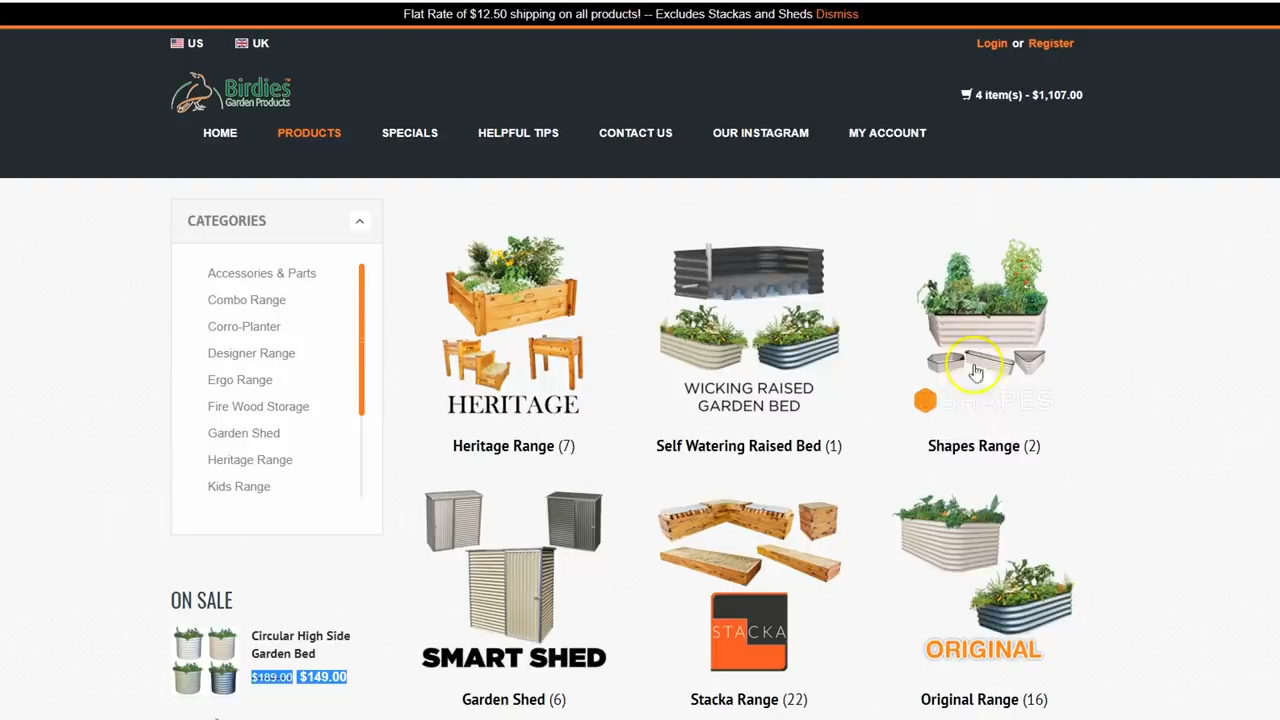 Flat Rate of $12.50 shipping on all products! -- Excludes Stackas and Sheds Dismiss
US UK
Login or Register
Birdies™
Garden Products
4 item(s) - $1,107.00
HOME PRODUCTS SPECIALS HELPFUL TIPS CONTACT US OUR INSTAGRAM MY ACCOUNT
CATEGORIES
Accessories & Parts
Combo Range
Corro-Planter
Designer Range
Ergo Range
Fire Wood Storage
Garden Shed
Heritage Range
Kids Range
HERITAGE
Heritage Range (7)
WICKING RAISED
GARDEN BED
Self Watering Raised Bed (1)
SHAPES
Shapes Range (2)
SMART SHED
Garden Shed (6)
STACKA
Stacka Range (22)
ORIGINAL
Original Range (16)
ON SALE
Circular High Side
Garden Bed
$189.00 $149.00